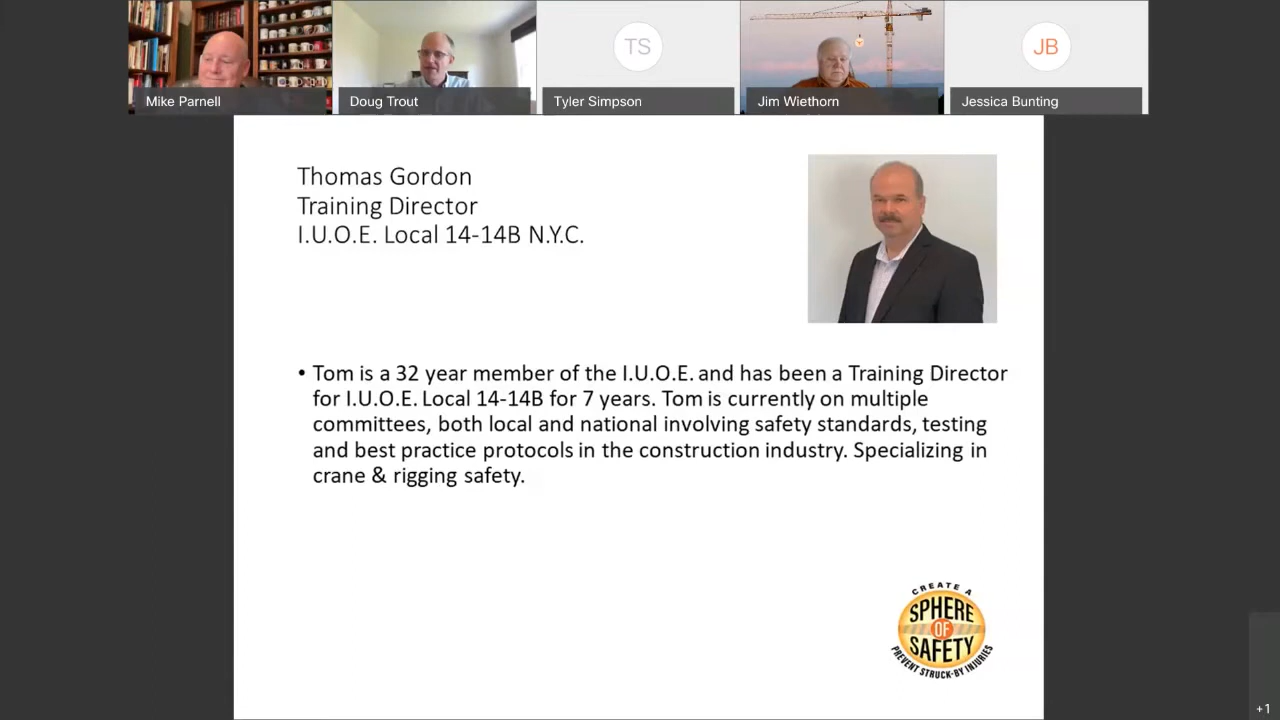 TS
JB
Mike Parnell
Doug Trout
Tyler Simpson
Jim Wiethorn
Jessica Bunting
Thomas Gordon
Training Director
I.U.O.E. Local 14-14B N.Y.C.
• Tom is a 32 year member of the I.U.O.E. and has been a Training Director
for I.U.O.E. Local 14-14B for 7 years. Tom is currently on multiple
committees, both local and national involving safety standards, testing
and best practice protocols in the construction industry. Specializing in
crane & rigging safety.
CREATE A
SPHERE
OF
SAFETY
PREVENT STRUCK-BY INJURIES
+1